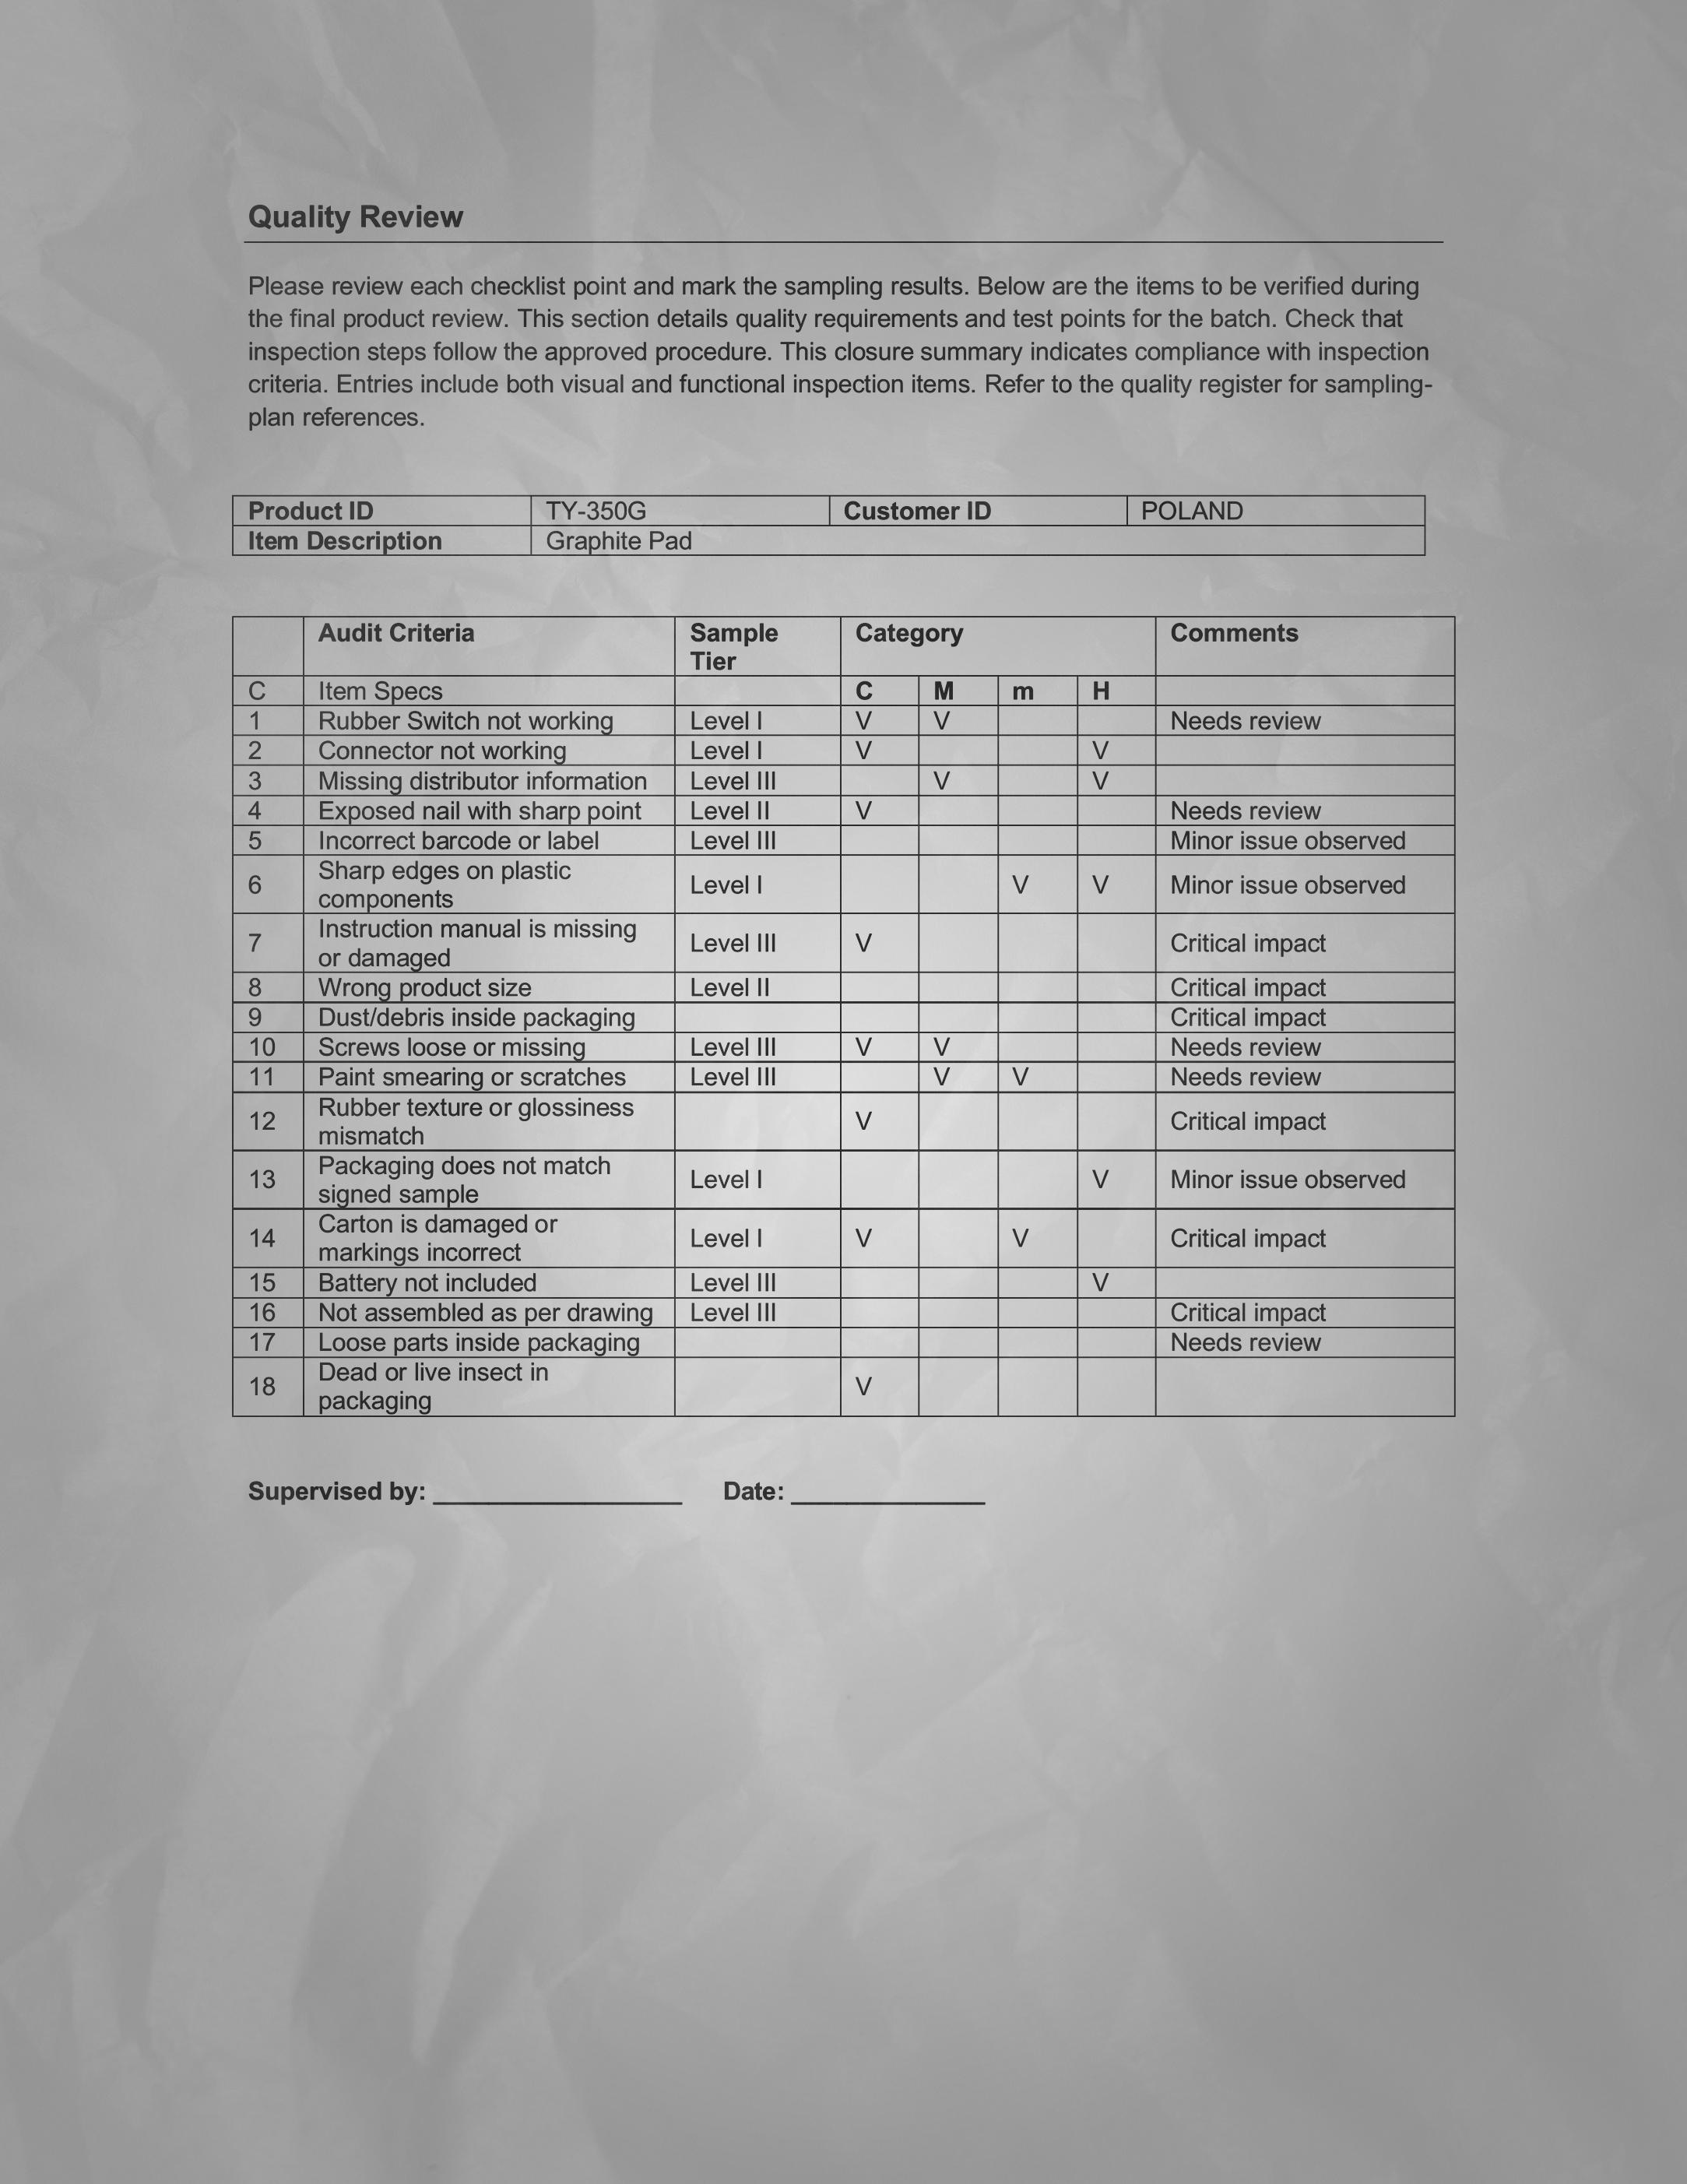 Quality Review
Please review each checklist point and mark the sampling results. Below are the items to be verified during
the final product review. This section details quality requirements and test points for the batch. Check that
inspection steps follow the approved procedure. This closure summary indicates compliance with inspection
criteria. Entries include both visual and functional inspection items. Refer to the quality register for sampling-
plan references.
Product ID TY-350G Customer ID POLAND
Item Description Graphite Pad
Audit Criteria Sample Category Comments
Tier
C Item Specs C M m H
1 Rubber Switch not working Level I V V Needs review
2 Connector not working Level I V V
3 Missing distributor information Level III V V
4 Exposed nail with sharp point Level II V Needs review
5 Incorrect barcode or label Level III Minor issue observed
6 Sharp edges on plastic
components Level I V V Minor issue observed
7 Instruction manual is missing
or damaged Level III V Critical impact
8 Wrong product size Level II Critical impact
9 Dust/debris inside packaging Critical impact
10 Screws loose or missing Level III V V Needs review
11 Paint smearing or scratches Level III V V Needs review
12 Rubber texture or glossiness
mismatch V Critical impact
13 Packaging does not match
signed sample Level I V Minor issue observed
14 Carton is damaged or
markings incorrect Level I V V Critical impact
15 Battery not included Level III V
16 Not assembled as per drawing Level III Critical impact
17 Loose parts inside packaging Needs review
18 Dead or live insect in
packaging V
Supervised by: Date: